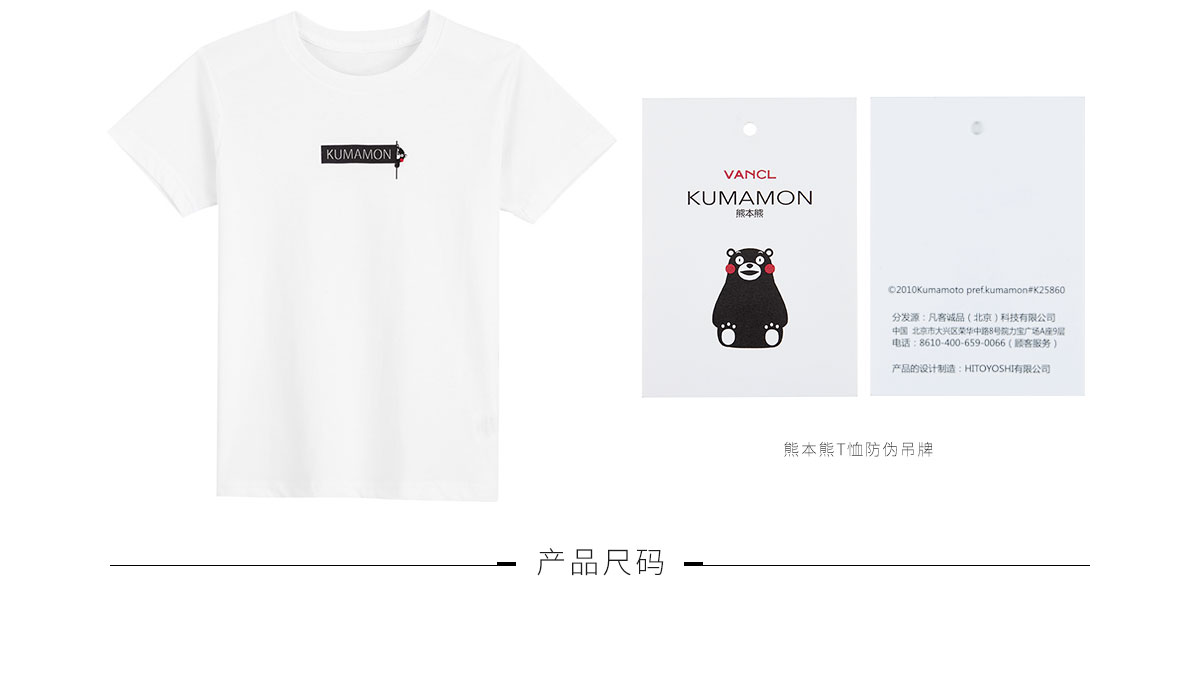 KUMAMON
VANCL
KUMAMON
熊本熊
©2010Kumamoto pref.kumamon#K25860
分发源：凡客诚品（北京）科技有限公司
中国 北京市大兴区荣华中路8号院力宝广场A座9层
电话：8610-400-659-0066（顾客服务）
产品的设计制造：HITOYOSHI有限公司
熊本熊T恤防伪吊牌
产品尺码